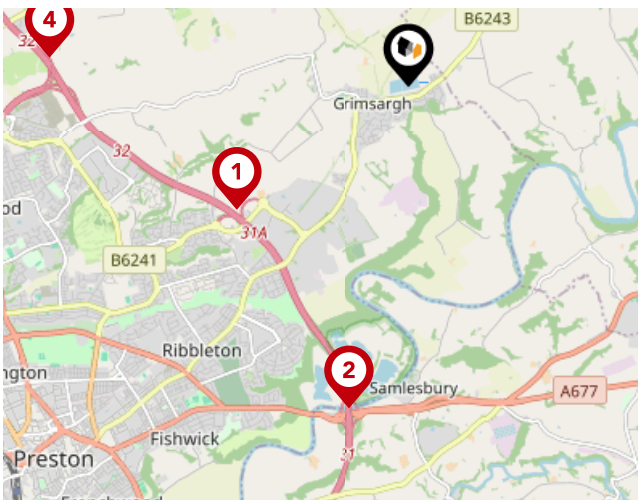 4
32
B6243
Grimsargh
32
1
od
31A
B6241
Ribbleton
2
ngton
Samlesbury
A677
Fishwick
31
Preston